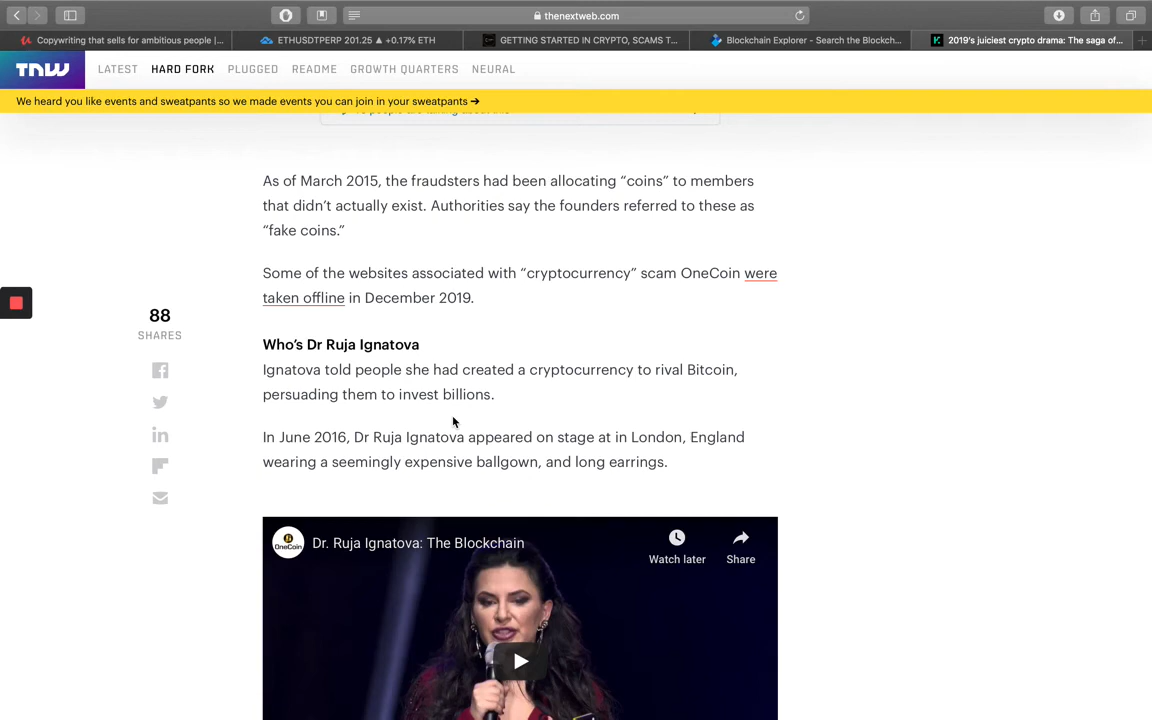 thenextweb.com
Copywriting that sells for ambitious people |...
ETHUSDTPERP 201.25 ▲ +0.17% ETH
GETTING STARTED IN CRYPTO, SCAMS T...
Blockchain Explorer - Search the Blockch...
2019's juiciest crypto drama: The saga of...
TNW LATEST HARD FORK PLUGGED README GROWTH QUARTERS NEURAL
We heard you like events and sweatpants so we made events you can join in your sweatpants →
As of March 2015, the fraudsters had been allocating “coins” to members
that didn’t actually exist. Authorities say the founders referred to these as
“fake coins.”
Some of the websites associated with “cryptocurrency” scam OneCoin were
taken offline in December 2019.
88
SHARES
Who’s Dr Ruja Ignatova
Ignatova told people she had created a cryptocurrency to rival Bitcoin,
persuading them to invest billions.
In June 2016, Dr Ruja Ignatova appeared on stage at in London, England
wearing a seemingly expensive ballgown, and long earrings.
OneCoin
Dr. Ruja Ignatova: The Blockchain
Watch later
Share